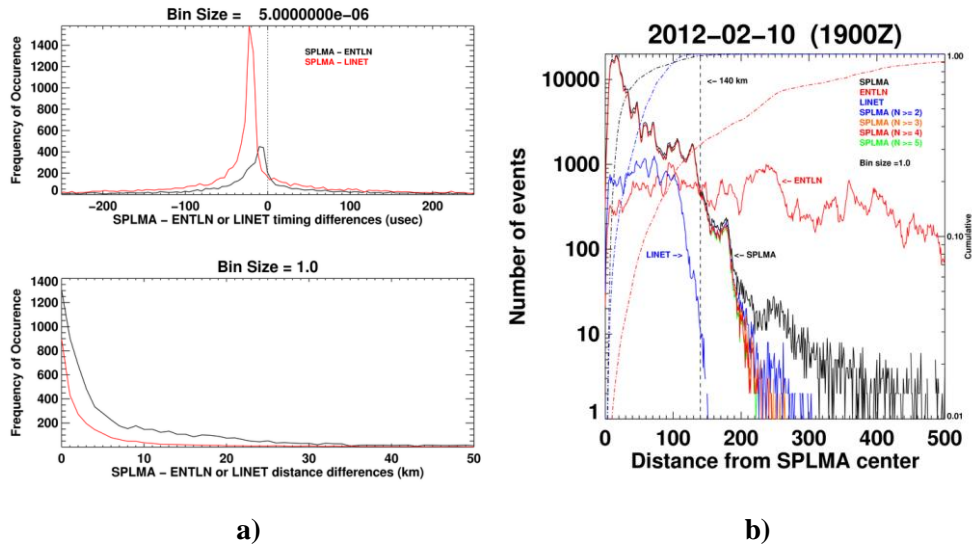 Bin Size = 5.0000000e-06
Frequency of Occurence
1400
1200
1000
800
600
400
200
0
SPLMA - ENTLN
SPLMA - LINET
-200 -100 0 100 200
SPLMA - ENTLN or LINET timing differences (usec)
Bin Size = 1.0
Frequency of Occurence
1400
1200
1000
800
600
400
200
0 10 20 30 40 50
SPLMA - ENTLN or LINET distance differences (km)
a)
2012-02-10 (1900Z)
Number of events
10000
1000
100
10
1
<-- 140 km
SPLMA
ENTLN
LINET
SPLMA (N >= 2)
SPLMA (N >= 3)
SPLMA (N >= 4)
SPLMA (N >= 5)
Bin size =1.0
<-- ENTLN
LINET -->
<-- SPLMA
1.00
0.10
0.01
Cumulative
0 100 200 300 400 500
Distance from SPLMA center
b)